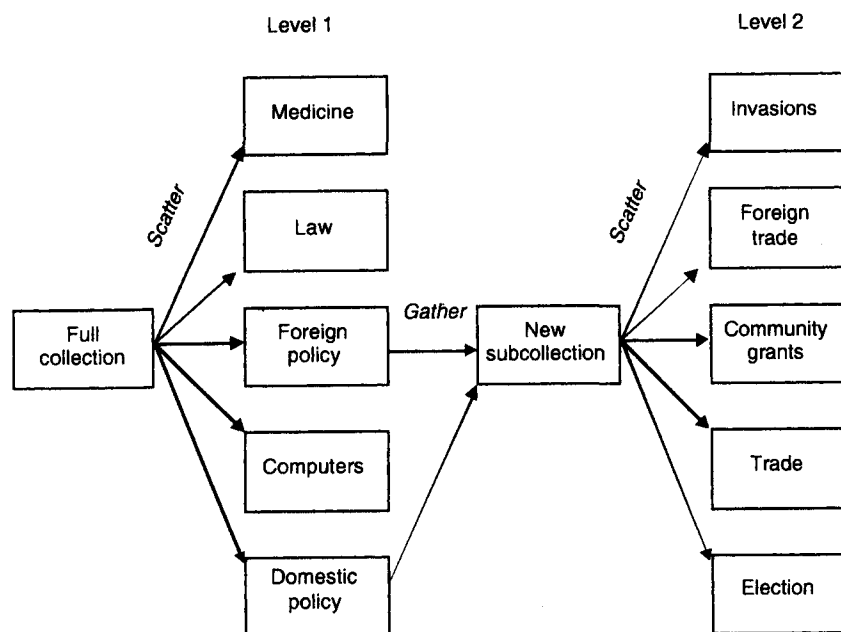 Level 1
Level 2
Medicine
Invasions
Scatter
Scatter
Law
Foreign
trade
Full
collection
Foreign
policy
Gather
New
subcollection
Community
grants
Computers
Trade
Domestic
policy
Election